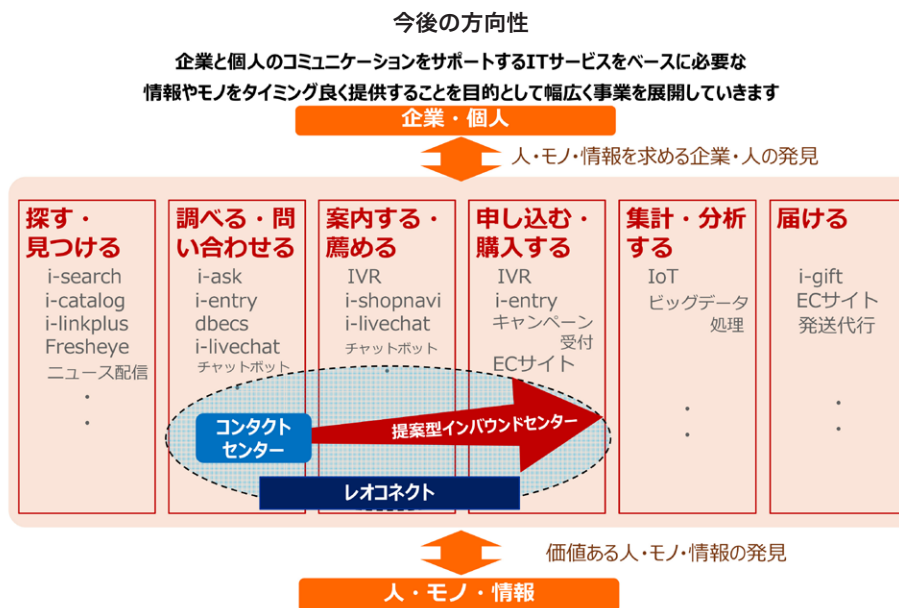 今後の方向性
企業と個人のコミュニケーションをサポートするITサービスをベースに必要な
情報やモノをタイミング良く提供することを目的として幅広く事業を展開していきます
企業・個人
人・モノ・情報を求める企業・人の発見
探す・
見つける
i-search
i-catalog
i-linkplus
Fresheye
ニュース配信
・
・
調べる・問
い合わせる
i-ask
i-entry
dbecs
i-livechat
チャットボット
・
案内する・
薦める
IVR
i-shopnavi
i-livechat
チャットボット
・
申し込む・
購入する
IVR
i-entry
キャンペーン
受付
ECサイト
集計・分析
する
IoT
ビッグデータ
処理
・
・
届ける
i-gift
ECサイト
発送代行
・
・
コンタクト
センター
提案型インバウンドセンター
レオコネクト
価値ある人・モノ・情報の発見
人・モノ・情報